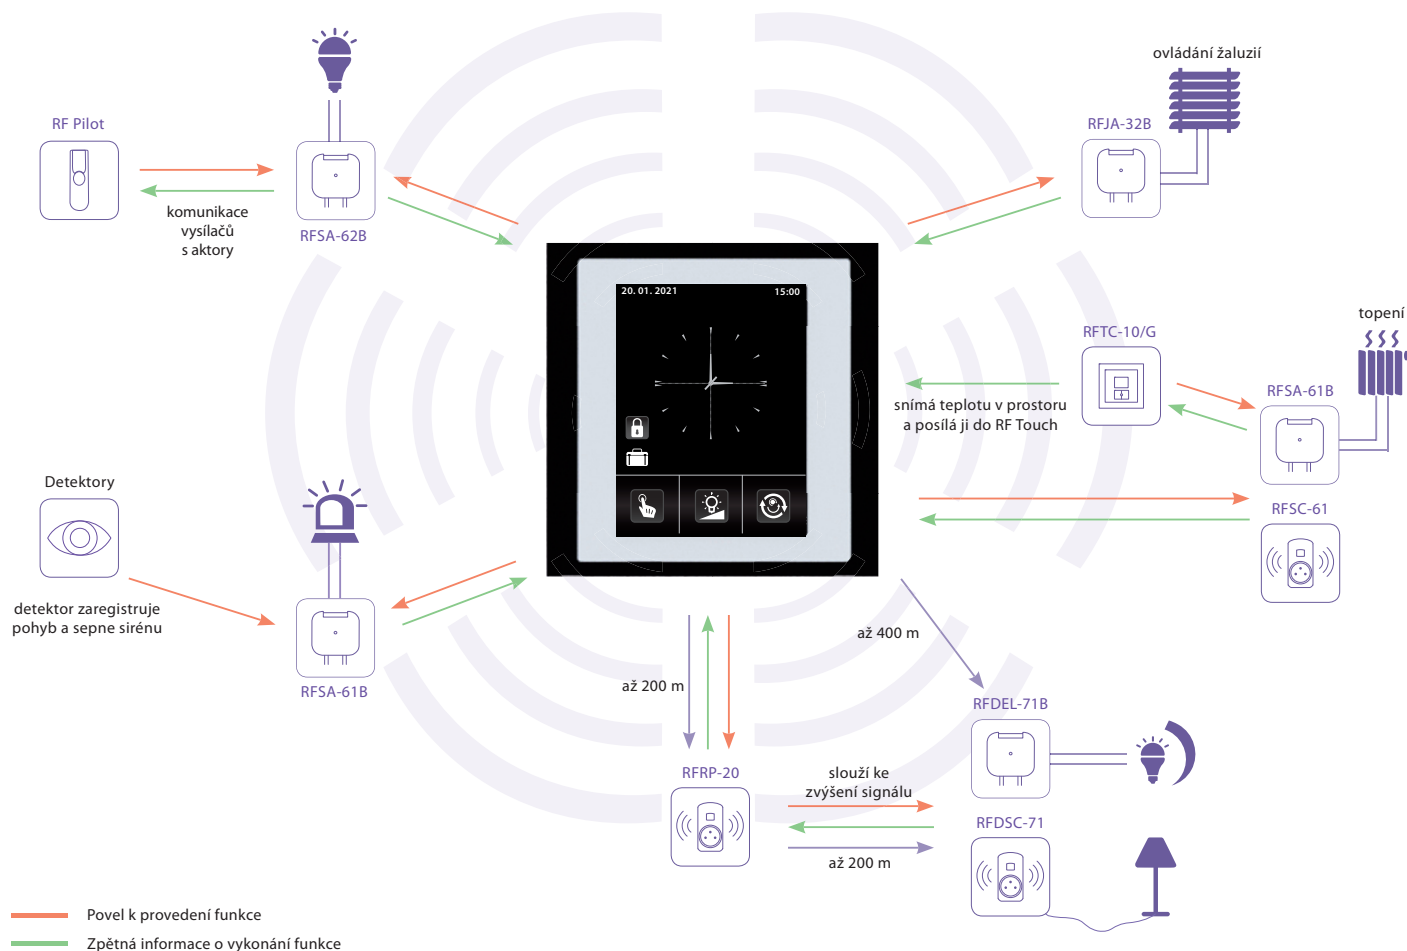 ovládání žaluzií
RF Pilot
RFJA-32B
komunikace
vysílačů
s aktory
RFSA-62B
20. 01. 2021
15:00
topení
RFTC-10/G
RFSA-61B
snímá teplotu v prostoru
a posílá ji do RF Touch
Detektory
RFSC-61
detektor zaregistruje
pohyb a sepne sirénu
RFSA-61B
až 400 m
až 200 m
RFDEL-71B
RFRP-20
slouží ke
zvýšení signálu
RFDSC-71
až 200 m
Povel k provedení funkce
Zpětná informace o vykonání funkce